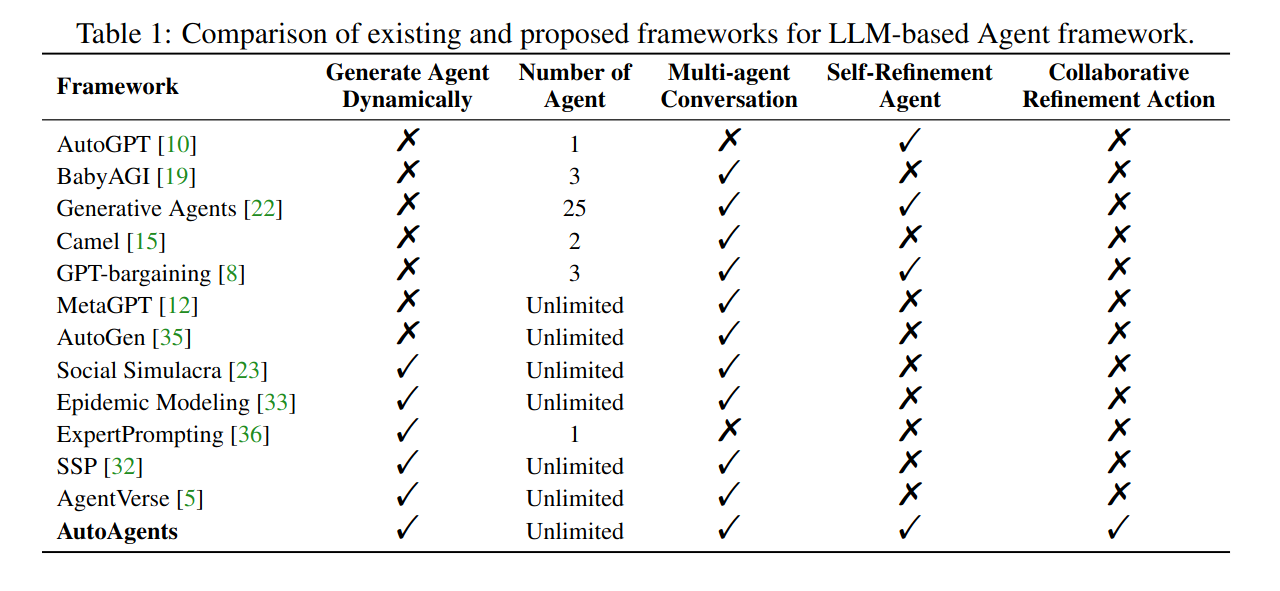 Table 1: Comparison of existing and proposed frameworks for LLM-based Agent framework.
Framework Generate Agent Dynamically Number of Agent Multi-agent Conversation Self-Refinement Agent Collaborative Refinement Action
AutoGPT [10] ✗ 1 ✗ ✓ ✗
BabyAGI [19] ✗ 3 ✓ ✗ ✗
Generative Agents [22] ✗ 25 ✓ ✓ ✗
Camel [15] ✗ 2 ✓ ✗ ✗
GPT-bargaining [8] ✗ 3 ✓ ✓ ✗
MetaGPT [12] ✗ Unlimited ✓ ✗ ✗
AutoGen [35] ✗ Unlimited ✓ ✗ ✗
Social Simulacra [23] ✓ Unlimited ✓ ✗ ✗
Epidemic Modeling [33] ✓ Unlimited ✓ ✗ ✗
ExpertPrompting [36] ✓ 1 ✗ ✗ ✗
SSP [32] ✓ Unlimited ✓ ✗ ✗
AgentVerse [5] ✓ Unlimited ✓ ✗ ✗
AutoAgents ✓ Unlimited ✓ ✓ ✓